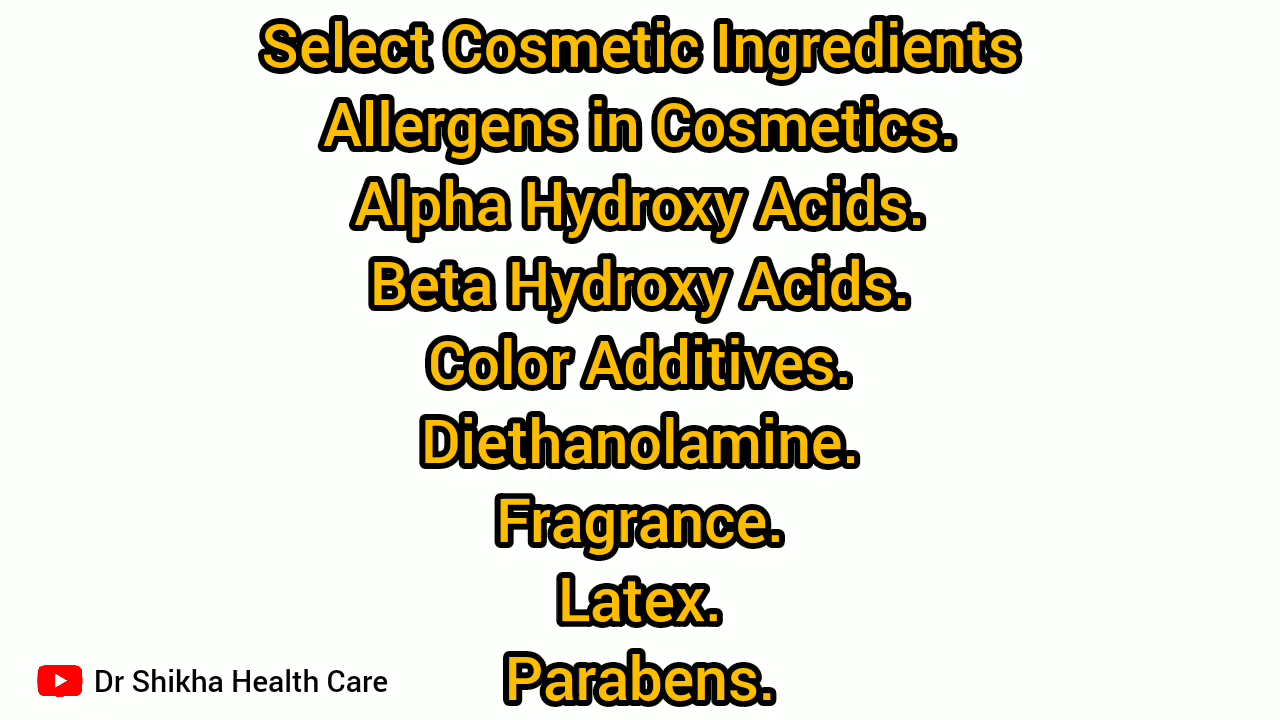 Select Cosmetic Ingredients
Allergens in Cosmetics.
Alpha Hydroxy Acids.
Beta Hydroxy Acids.
Color Additives.
Diethanolamine.
Fragrance.
Latex.
Parabens.
Dr Shikha Health Care